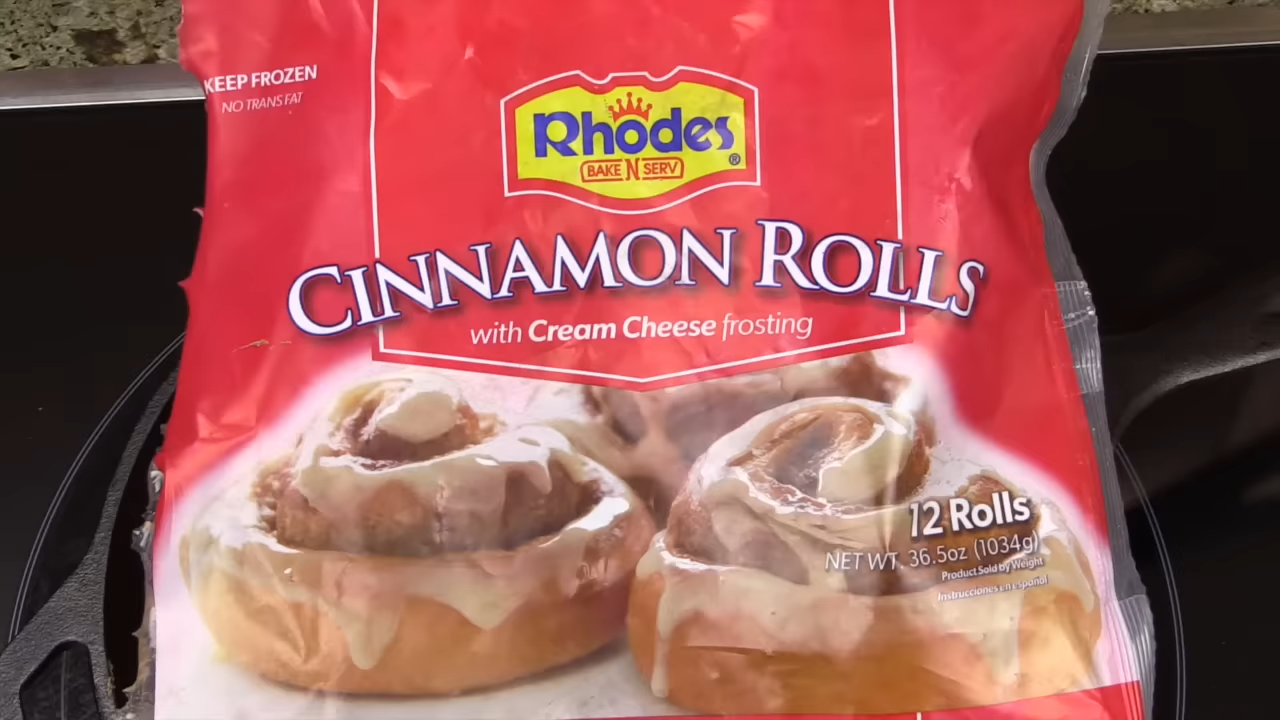 KEEP FROZEN
NO TRANS FAT
Rhodes®
BAKE N SERV
CINNAMON ROLLS
with Cream Cheese frosting
12 Rolls
NET WT. 36.5oz (1034g)
Product Sold by Weight
Instrucciones en español